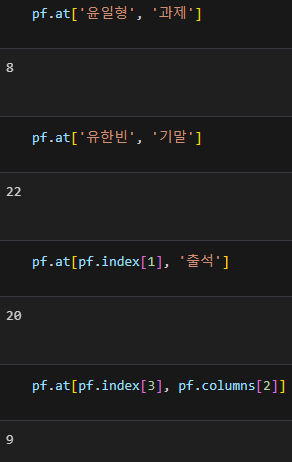 pf.at['윤일형', '과제']
8
pf.at['유한빈', '기말']
22
pf.at[pf.index[1], '출석']
20
pf.at[pf.index[3], pf.columns[2]]
9